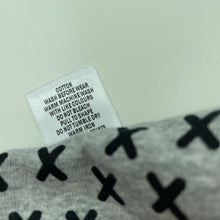 COTTON
WASH BEFORE WEAR
WARM MACHINE WASH
WITH LIKE COLOURS
DO NOT BLEACH
PULL TO SHAPE
DO NOT TUMBLE DRY
WARM IRON